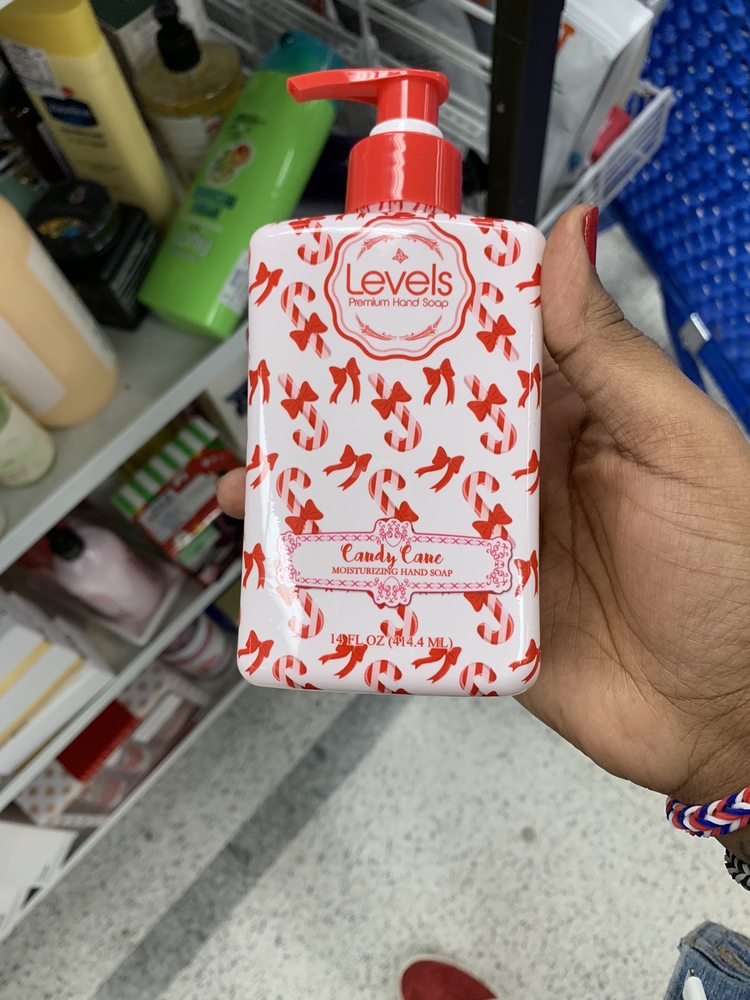 Levels
Premium Hand Soap
Candy Cane
MOISTURIZING HAND SOAP
14 FL OZ (414.4 ML)